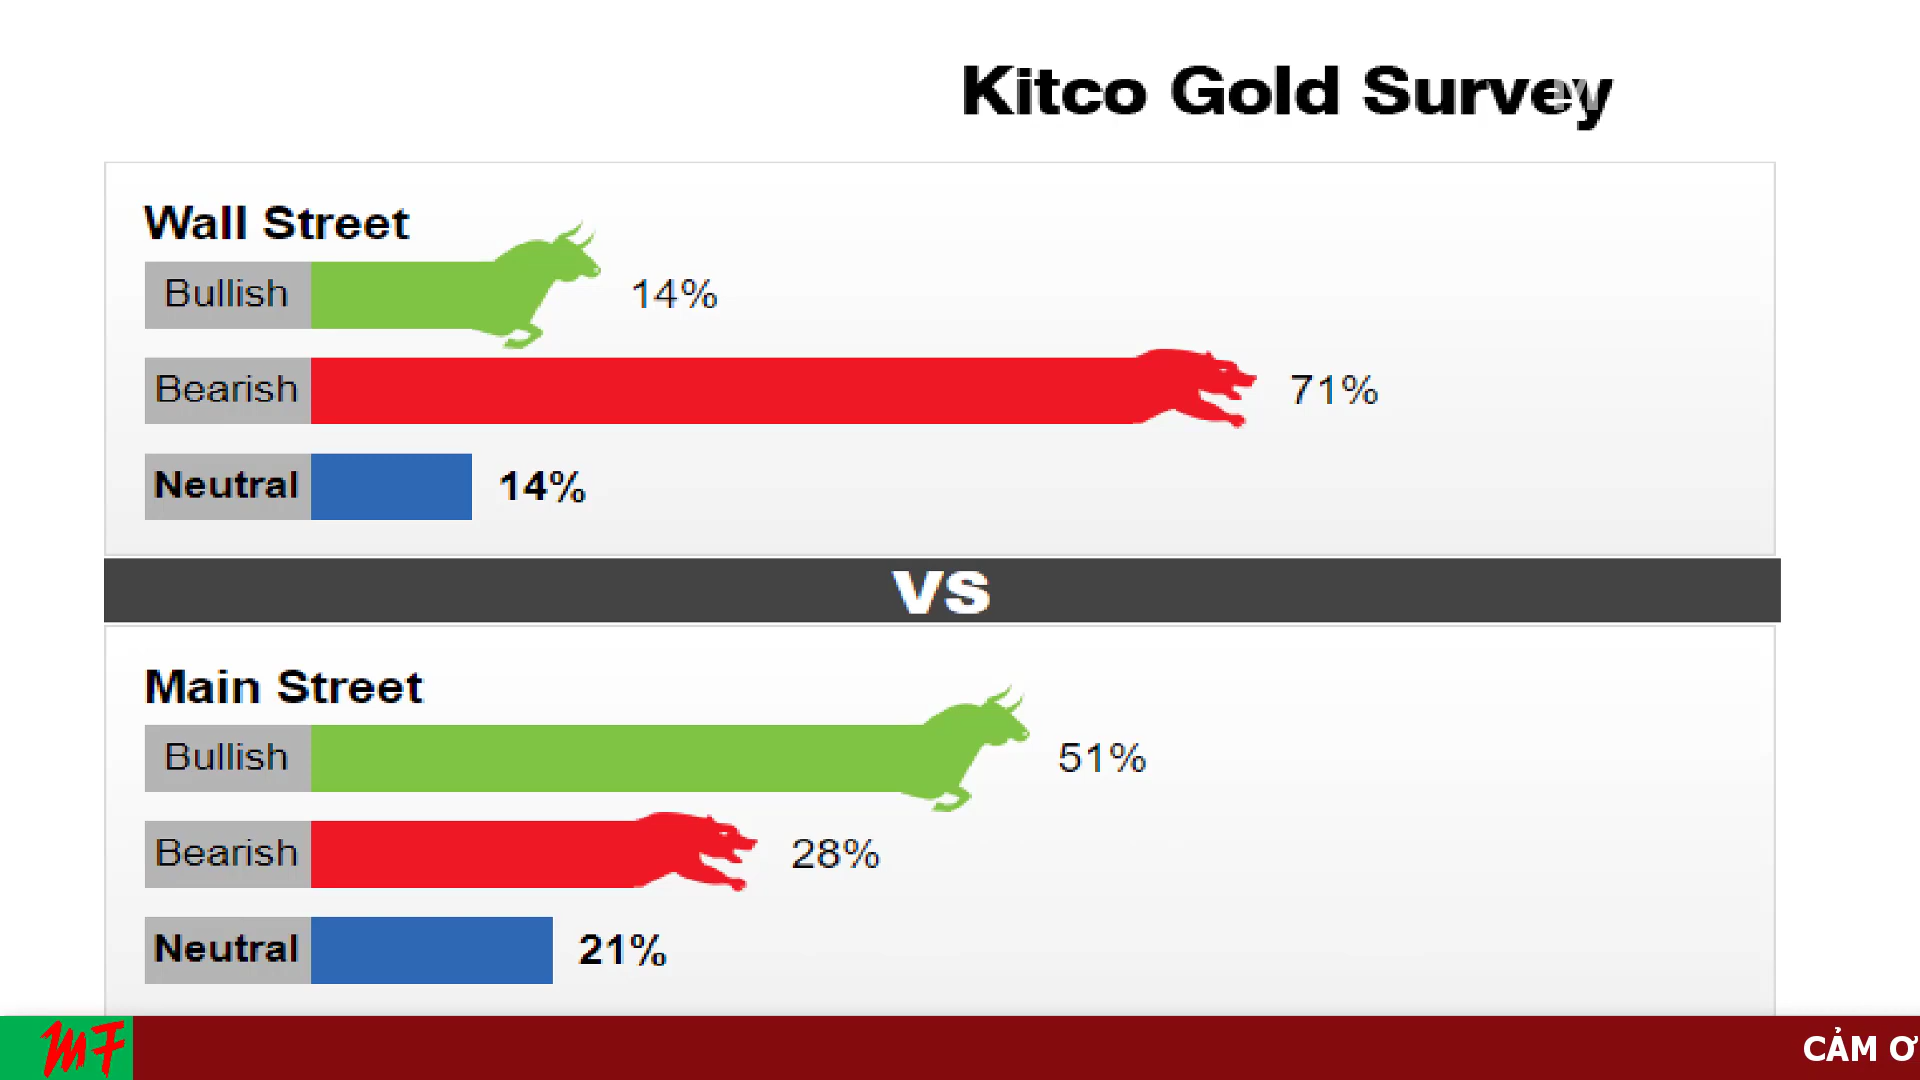 Kitco Gold Survey
Wall Street
Bullish 14%
Bearish 71%
Neutral 14%
VS
Main Street
Bullish 51%
Bearish 28%
Neutral 21%
MF
CẢM Ơ